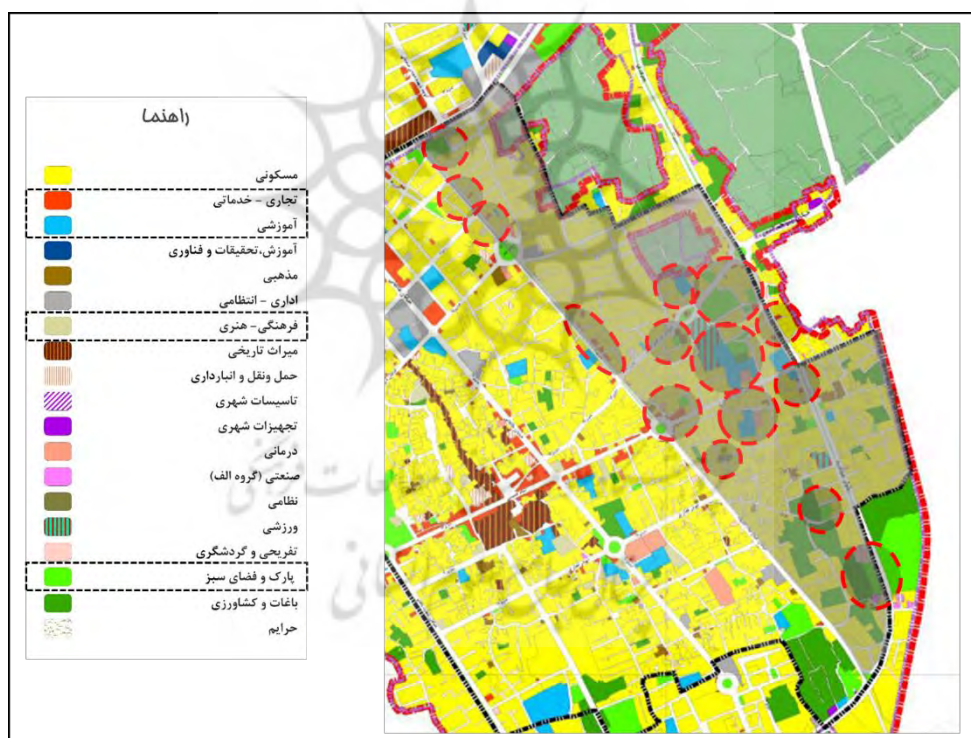 راهنما
مسکونی
تجاری - خدماتی
آموزشی
آموزش،تحقیقات و فناوری
مذهبی
اداری - انتظامی
فرهنگی- هنری
میراث تاریخی
حمل ونقل و انبارداری
تاسیسات شهری
تجهیزات شهری
درمانی
صنعتی (گروه الف)
نظامی
ورزشی
تفریحی و گردشگری
پارک و فضای سبز
باغات و کشاورزی
حرایم